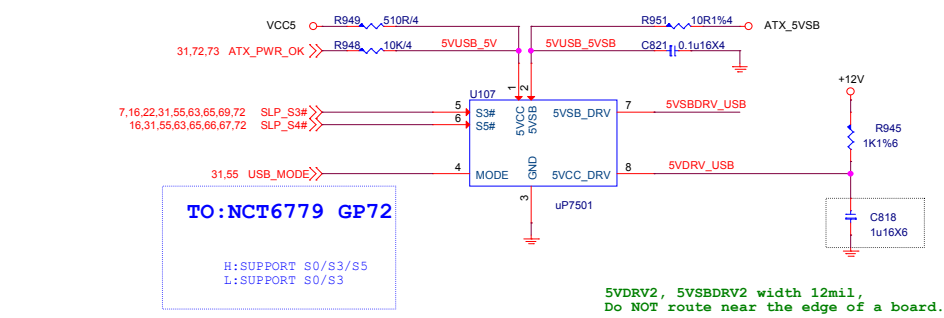 VCC5 R949 510R/4 R951 10R1%4 ATX_5VSB
31,72,73 ATX_PWR_OK R948 10K/4 5VUSB_5V 5VUSB_5VSB C821 0.1u16X4
+12V
1 2
U107
7,16,22,31,55,63,65,69,72 SLP_S3# 5 S3# 5VCC 5VSB 5VSB_DRV 7 5VSBDRV_USB
16,31,55,63,65,66,67,72 SLP_S4# 6 S5#
R945
1K1%6
31,55 USB_MODE 4 MODE GND 5VCC_DRV 8 5VDRV_USB
3
uP7501
TO:NCT6779 GP72
C818
1u16X6
H:SUPPORT S0/S3/S5
L:SUPPORT S0/S3
5VDRV2, 5VSBDRV2 width 12mil,
Do NOT route near the edge of a board.